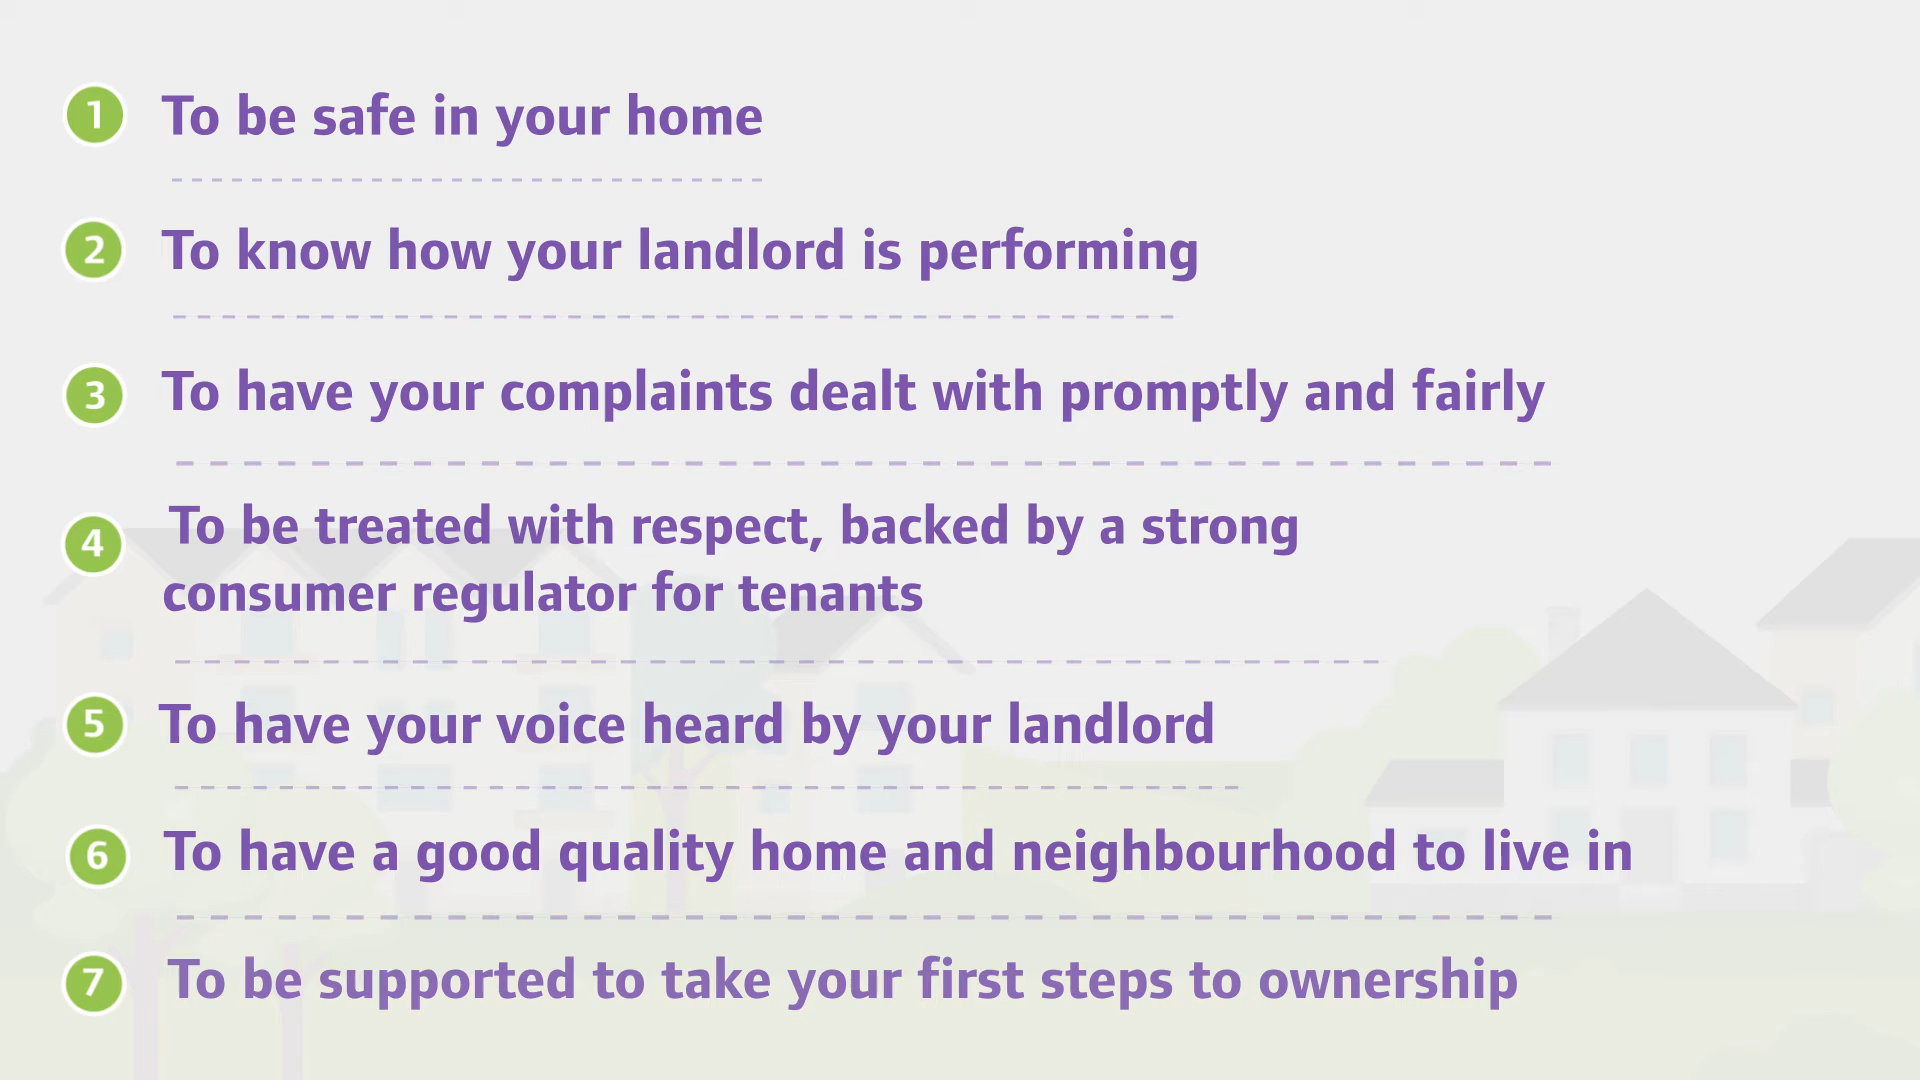 1 To be safe in your home
2 To know how your landlord is performing
3 To have your complaints dealt with promptly and fairly
4 To be treated with respect, backed by a strong
consumer regulator for tenants
5 To have your voice heard by your landlord
6 To have a good quality home and neighbourhood to live in
7 To be supported to take your first steps to ownership